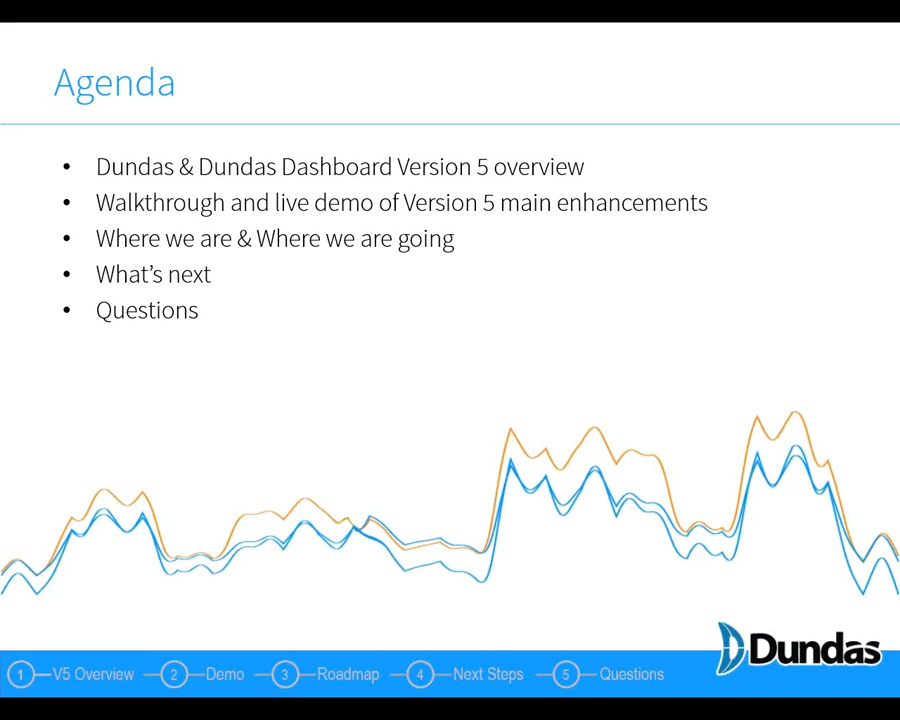 Agenda
• Dundas & Dundas Dashboard Version 5 overview
• Walkthrough and live demo of Version 5 main enhancements
• Where we are & Where we are going
• What’s next
• Questions
Dundas
1 V5 Overview 2 Demo 3 Roadmap 4 Next Steps 5 Questions